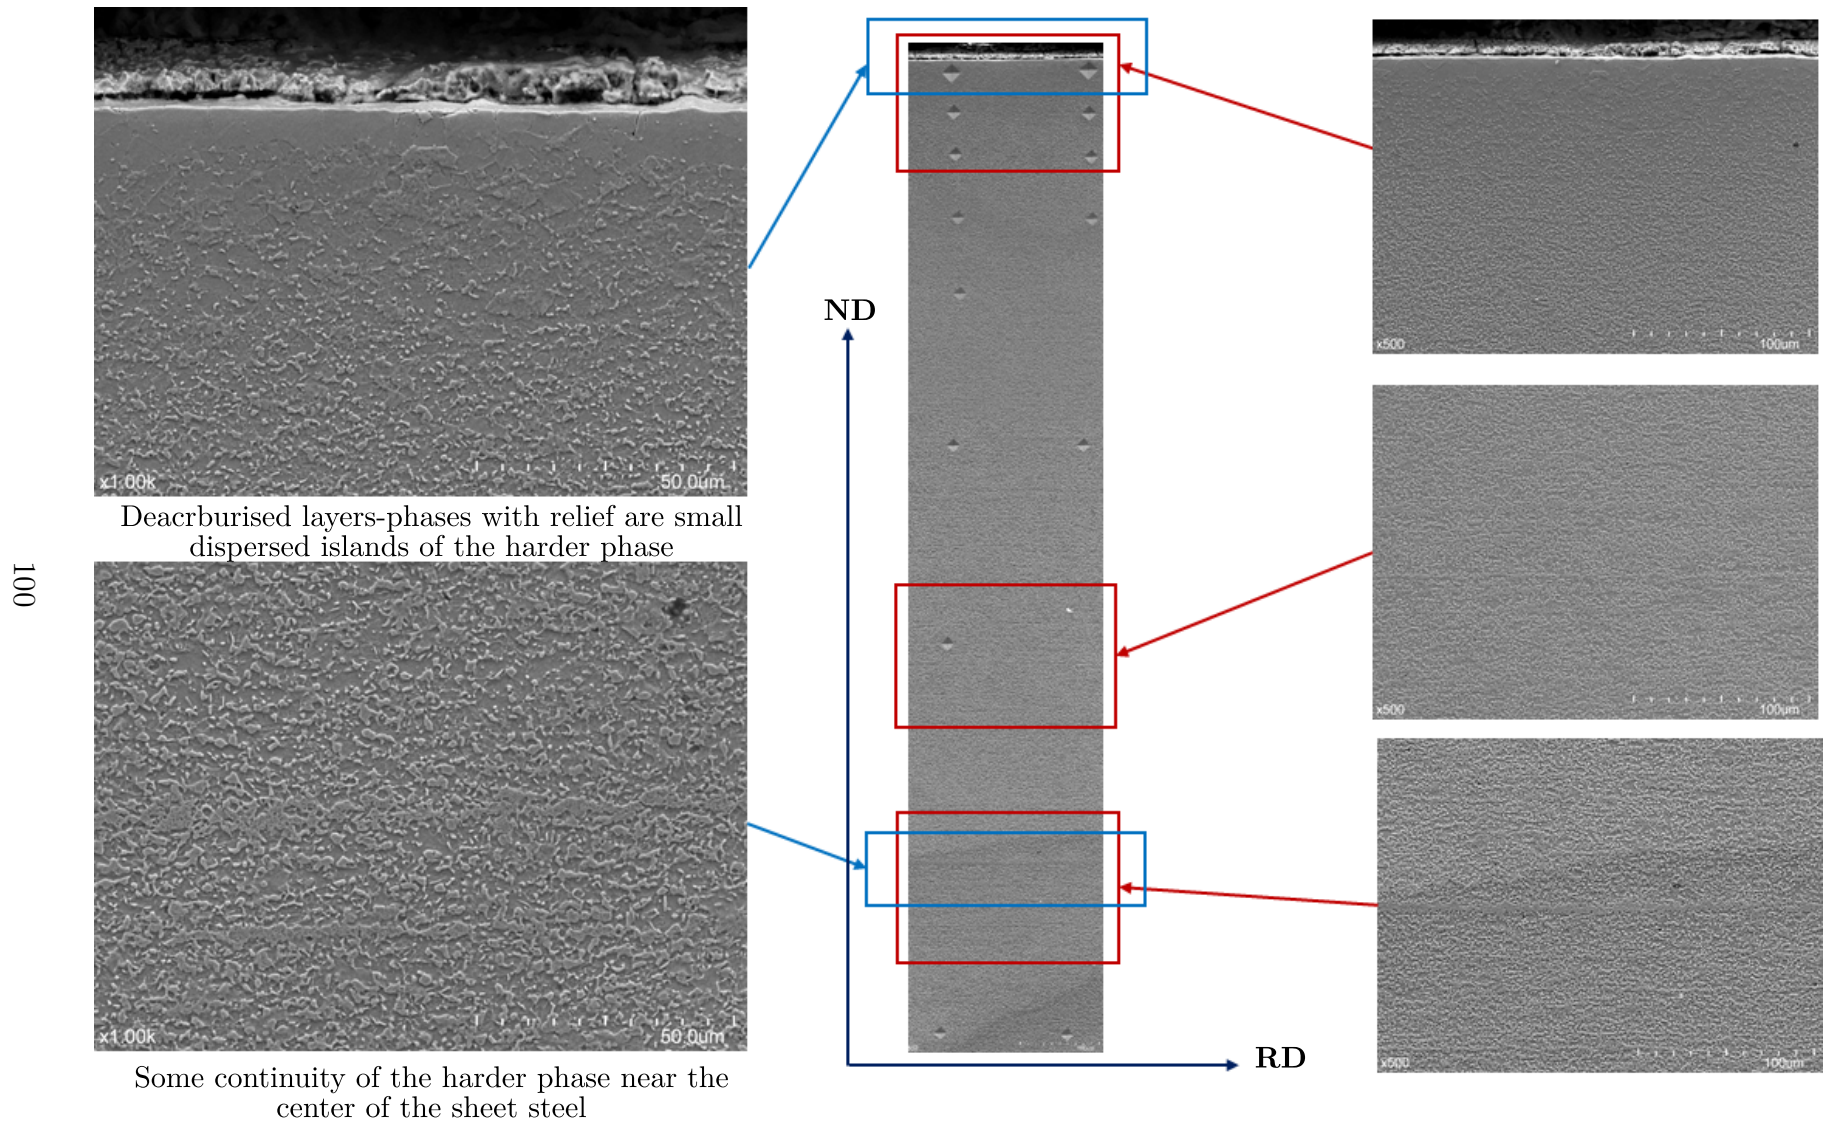 x1.00k
50.0um
Deacrburised layers-phases with relief are small
dispersed islands of the harder phase
100
x1.00k
50.0um
Some continuity of the harder phase near the
center of the sheet steel
ND
RD
x500
100um
x500
100um
x500
100um